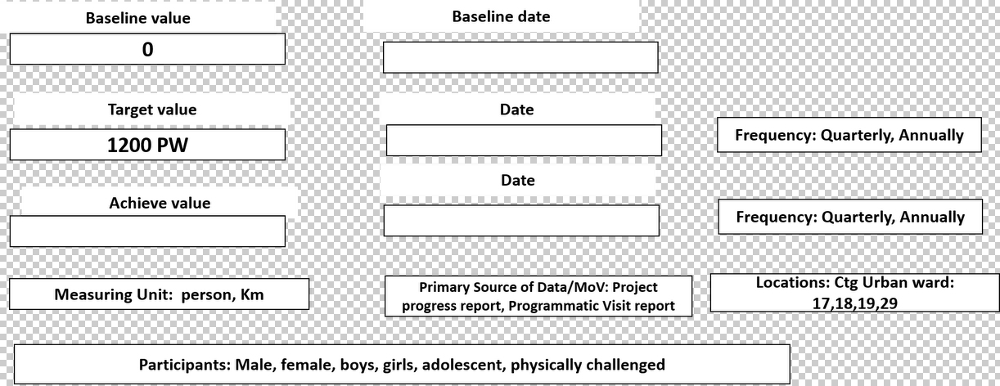 Baseline value
Baseline date
0
Target value
Date
1200 PW
Frequency: Quarterly, Annually
Date
Achieve value
Frequency: Quarterly, Annually
Measuring Unit:  person, Km
Primary Source of Data/MoV: Project
progress report, Programmatic Visit report
Locations: Ctg Urban ward:
17,18,19,29
Participants: Male, female, boys, girls, adolescent, physically challenged